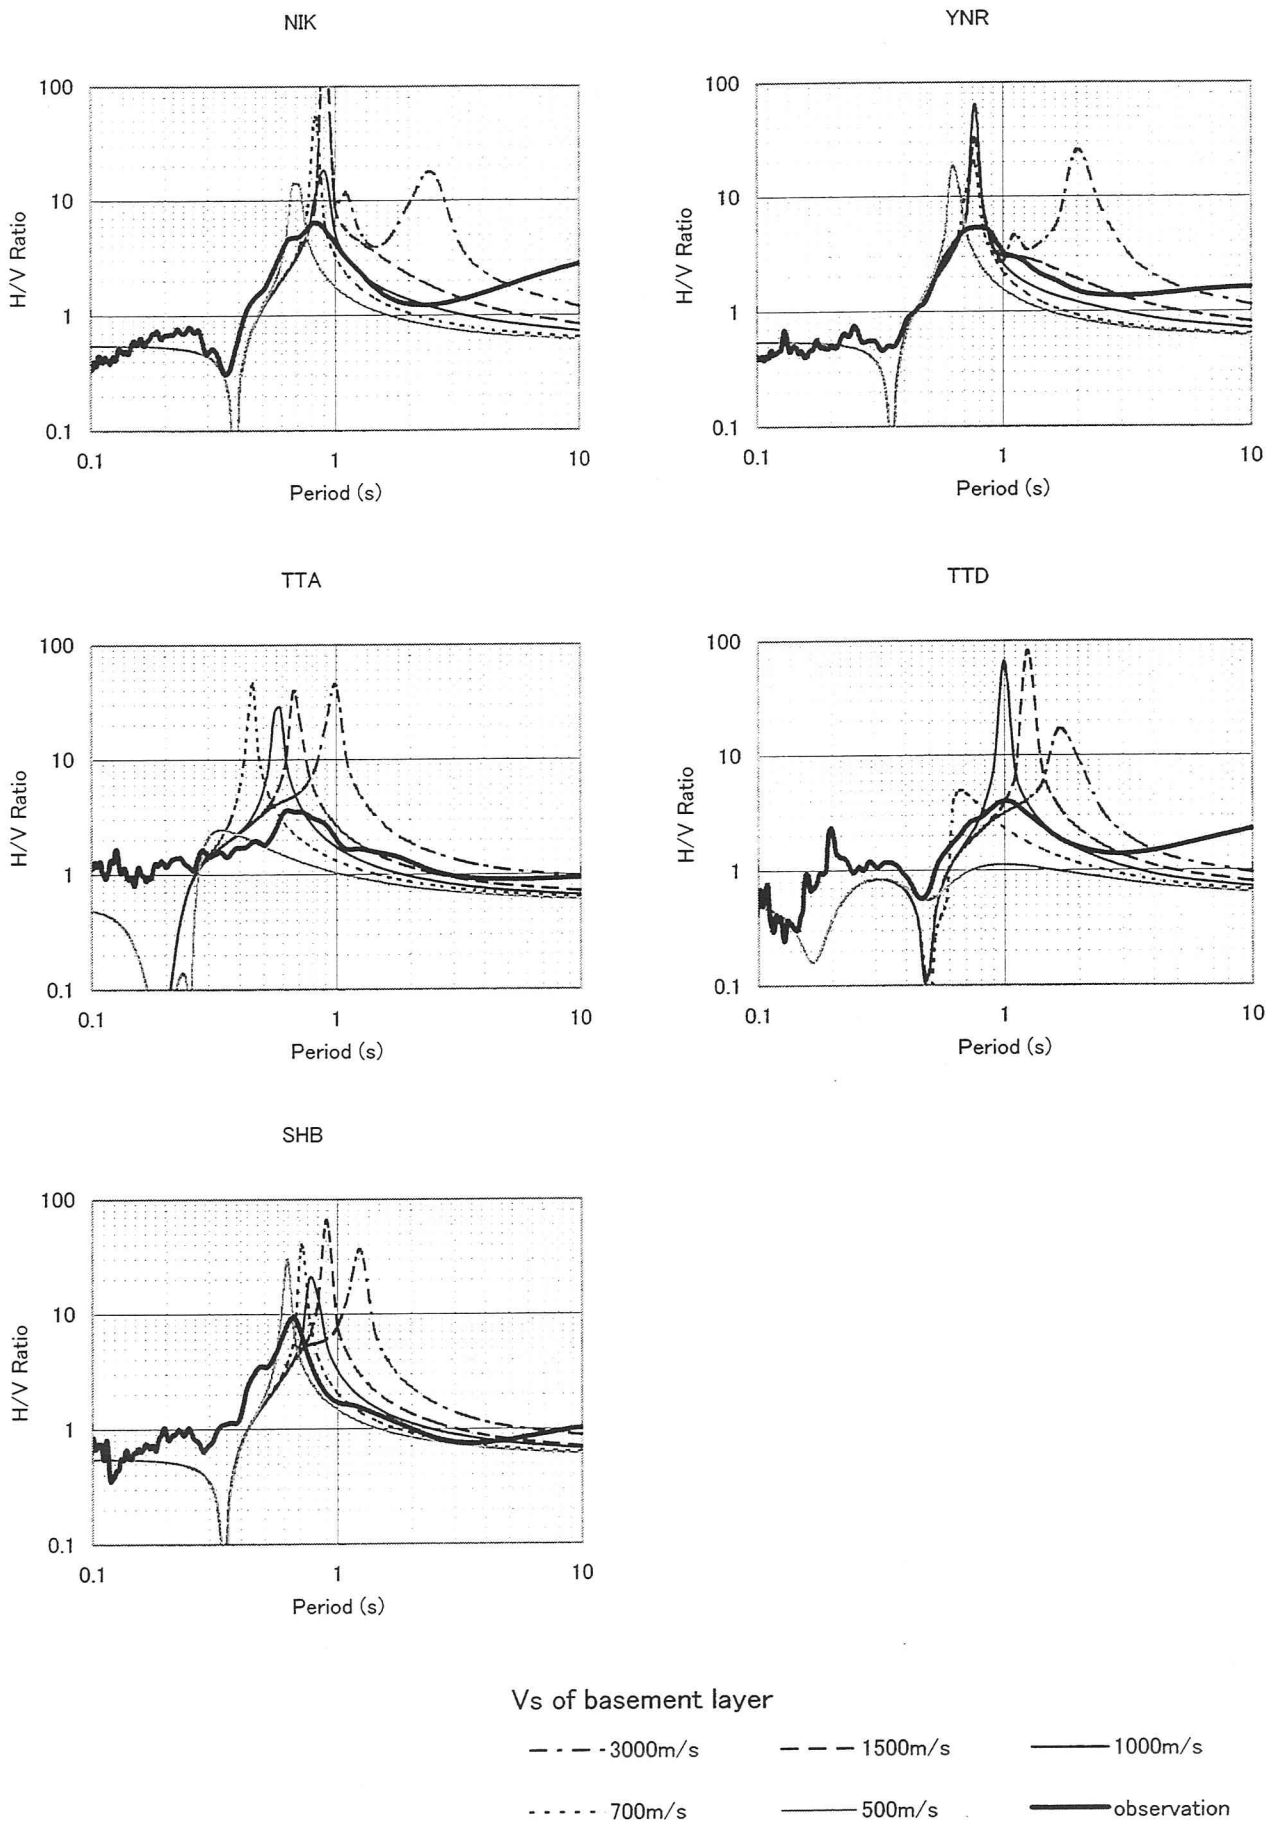 NIK
100
10
1
0.1
H/V Ratio
0.1 1 10
Period (s)
YNR
100
10
1
0.1
H/V Ratio
0.1 1 10
Period (s)
TTA
100
10
1
0.1
H/V Ratio
0.1 1 10
Period (s)
TTD
100
10
1
0.1
H/V Ratio
0.1 1 10
Period (s)
SHB
100
10
1
0.1
H/V Ratio
0.1 1 10
Period (s)
Vs of basement layer
3000m/s 1500m/s 1000m/s
700m/s 500m/s observation